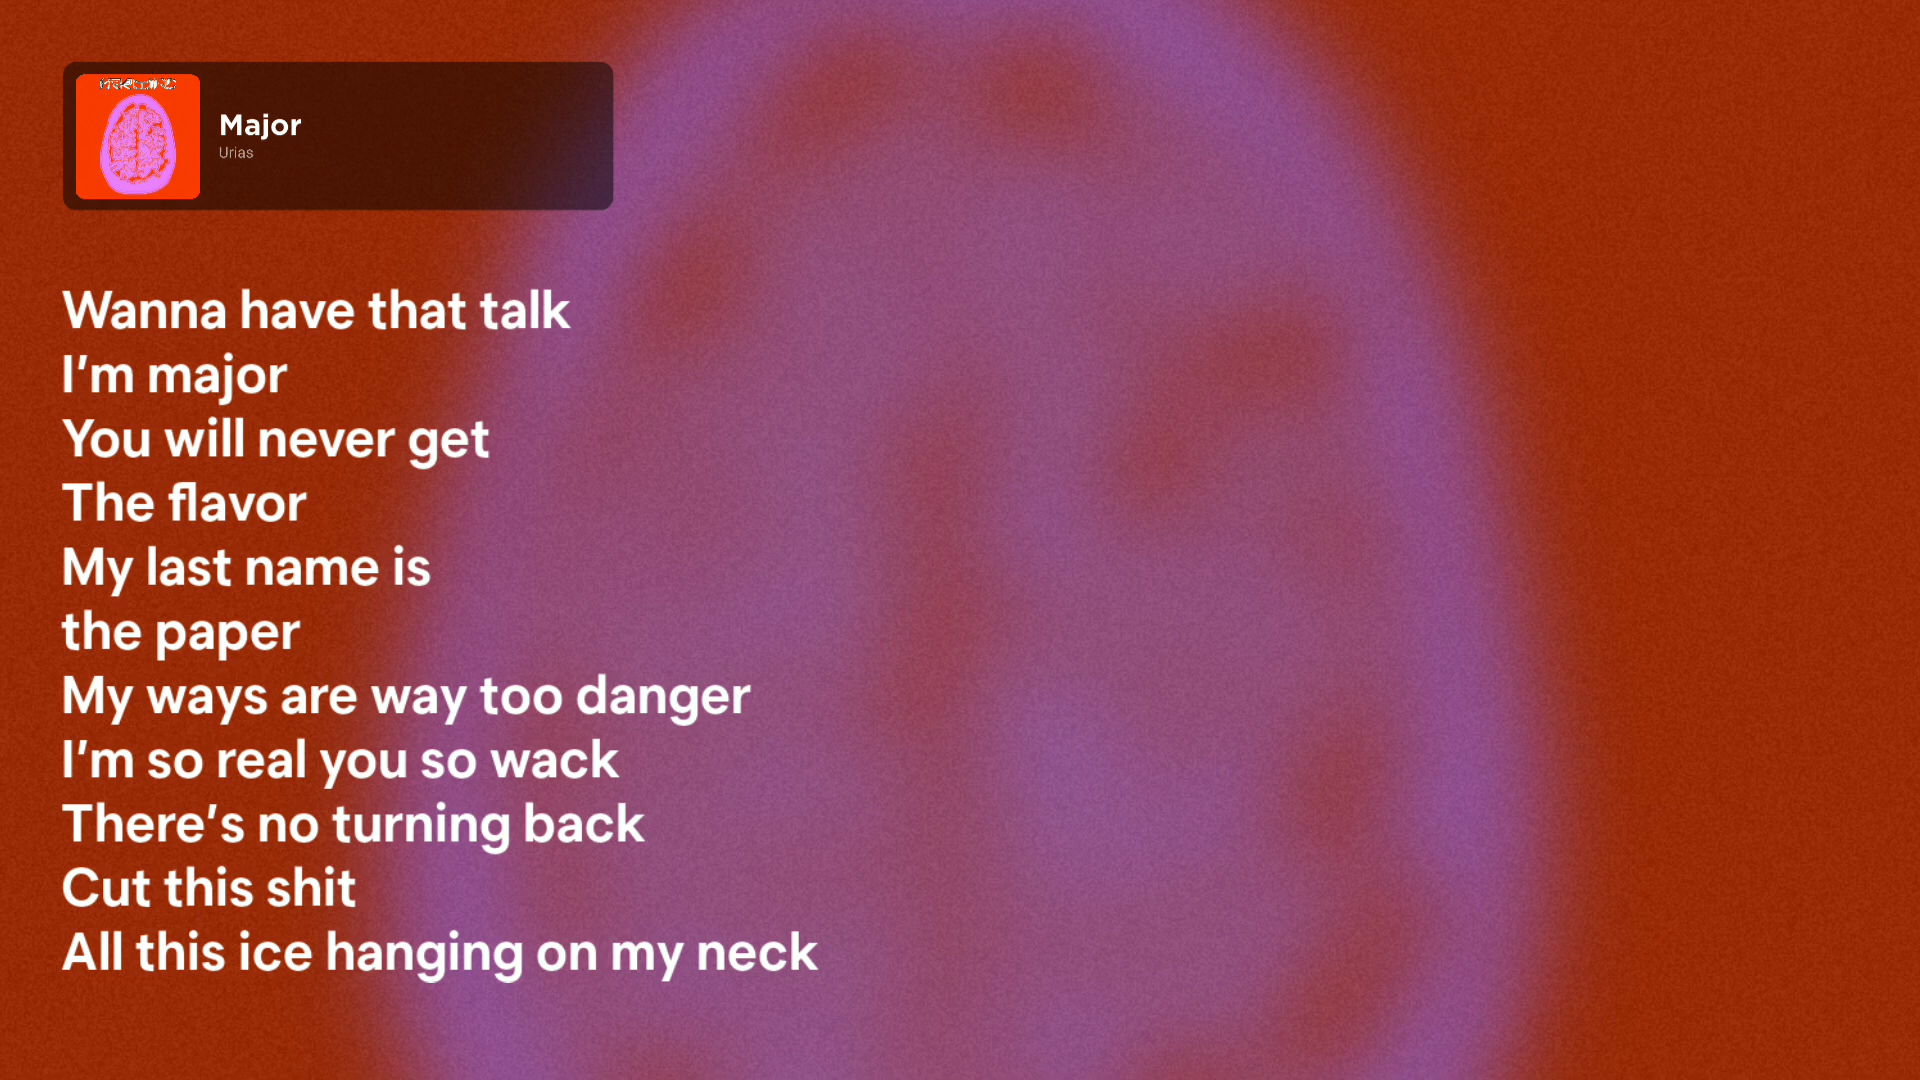 Major
Urias
Wanna have that talk
I'm major
You will never get
The flavor
My last name is
the paper
My ways are way too danger
I'm so real you so wack
There's no turning back
Cut this shit
All this ice hanging on my neck